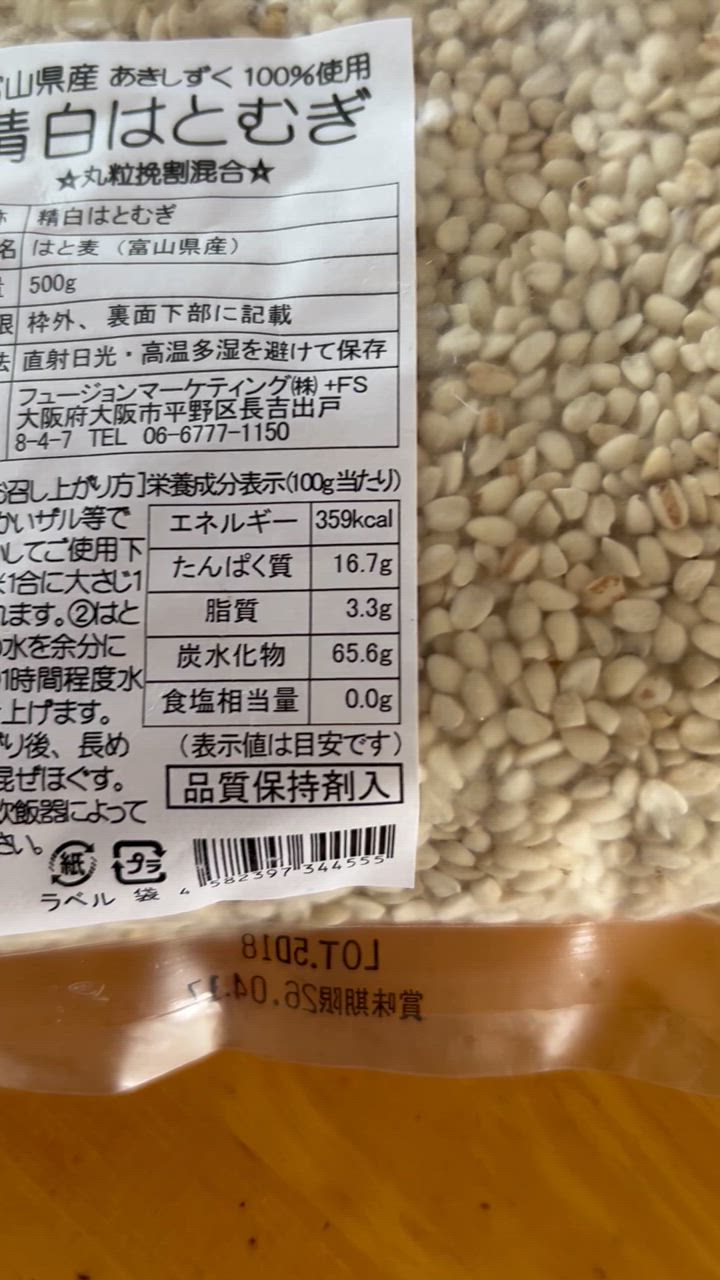 山県産 あきしずく 100%使用
精白はとむぎ
☆丸粒挽割混合☆
精白はとむぎ
名 はと麦（富山県産）
500g
限 枠外、裏面下部に記載
法 直射日光・高温多湿を避けて保存
フュージョンマーケティング㈱ +FS
大阪府大阪市平野区長吉出戸
8-4-7 TEL 06-6777-1150
お召し上がり方]
かいザル等で
してご使用下
1合に大さじ1
れます。②はと
の水を余分に
1時間程度水
上げます。
がり後、長め
混ぜほぐす。
炊飯器によって
さい。
栄養成分表示(100g当たり)
エネルギー 359kcal
たんぱく質 16.7g
脂質 3.3g
炭水化物 65.6g
食塩相当量 0.0g
（表示値は目安です）
品質保持剤入
紙 プラ
ラベル 袋
4 582397 344555
LOT.5D18
賞味期限26.04.17